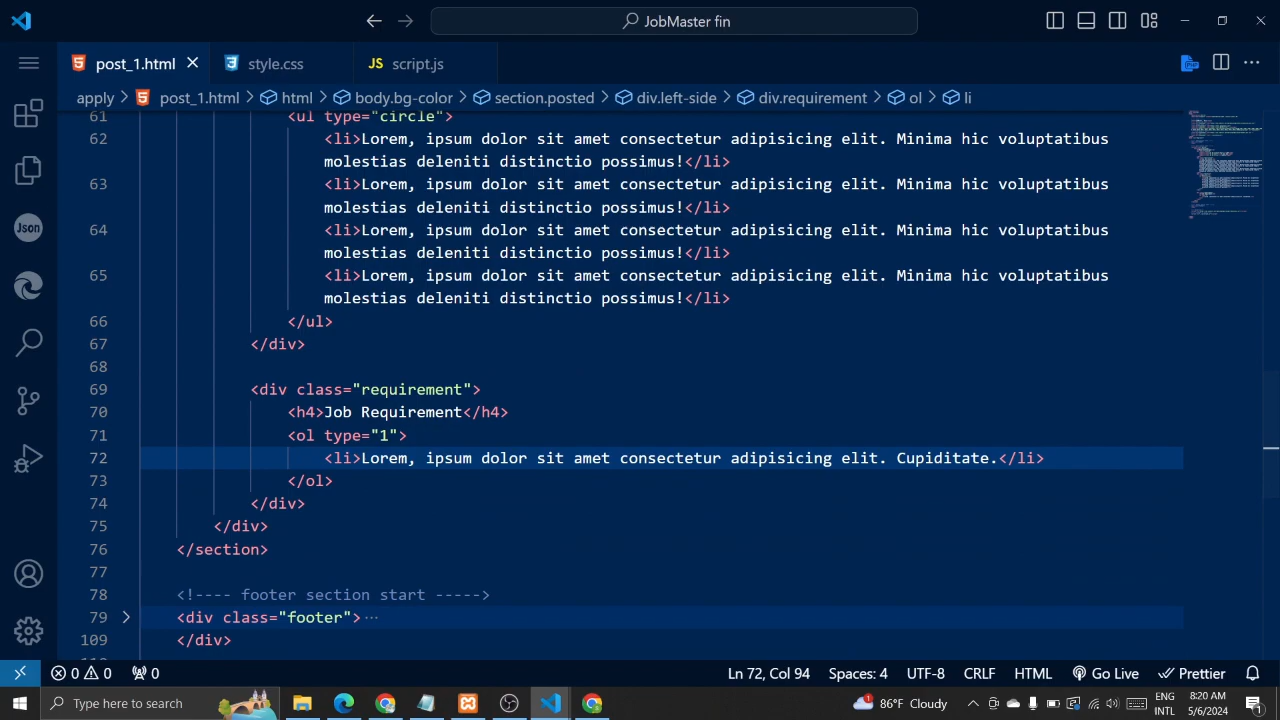 JobMaster fin
post_1.html
style.css
JS script.js
PHP
apply > post_1.html > html > body.bg-color > section.posted > div.left-side > div.requirement > ol > li
61 <ul type="circle">
62 <li>Lorem, ipsum dolor sit amet consectetur adipisicing elit. Minima hic voluptatibus
molestias deleniti distinctio possimus!</li>
63 <li>Lorem, ipsum dolor sit amet consectetur adipisicing elit. Minima hic voluptatibus
molestias deleniti distinctio possimus!</li>
64 <li>Lorem, ipsum dolor sit amet consectetur adipisicing elit. Minima hic voluptatibus
molestias deleniti distinctio possimus!</li>
65 <li>Lorem, ipsum dolor sit amet consectetur adipisicing elit. Minima hic voluptatibus
molestias deleniti distinctio possimus!</li>
66 </ul>
67 </div>
68
69 <div class="requirement">
70 <h4>Job Requirement</h4>
71 <ol type="1">
72 <li>Lorem, ipsum dolor sit amet consectetur adipisicing elit. Cupiditate.</li>
73 </ol>
74 </div>
75 </div>
76 </section>
77
78 <!---- footer section start ----->
79 <div class="footer">···
109 </div>
Json
0 0 0
Ln 72, Col 94 Spaces: 4 UTF-8 CRLF HTML Go Live Prettier
Type here to search
86°F Cloudy
ENG
INTL
8:20 AM
5/6/2024